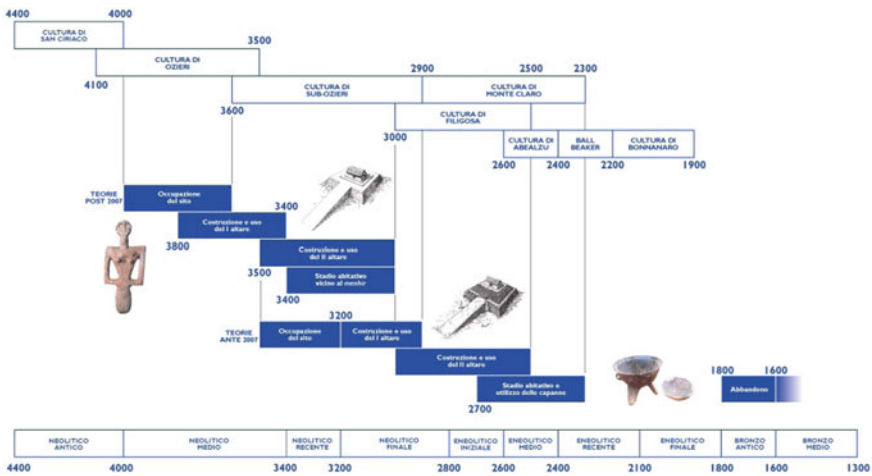 4400
4000
CULTURA DI
SAN CIRIACO
3500
CULTURA DI
OZIERI
4100
2900
2500
2300
CULTURA DI
SUB-OZIERI
CULTURA DI
MONTE CLARO
3600
CULTURA DI
FILIGOSA
3000
CULTURA DI
ABEALZU
BALL
BEAKER
CULTURA DI
BONNANARO
2600
2400
2200
1900
TEORIE
POST 2007
Occupazione
del sito
3400
Costruzione e uso
del I altare
3800
Costruzione e uso
del II altare
3500
Stadio abitativo
vicino al menhir
3400
3200
TEORIE
ANTE 2007
Occupazione
del sito
Costruzione e uso
del I altare
Costruzione e uso
del II altare
Stadio abitativo e
utilizzo delle capanne
2700
1800
1600
Abbandono
NEOLITICO
ANTICO
NEOLITICO
MEDIO
NEOLITICO
RECENTE
NEOLITICO
FINALE
ENEOLITICO
INIZIALE
ENEOLITICO
MEDIO
ENEOLITICO
RECENTE
ENEOLITICO
FINALE
BRONZO
ANTICO
BRONZO
MEDIO
4400
4000
3400
3200
2800
2600
2400
2100
1800
1600
1300